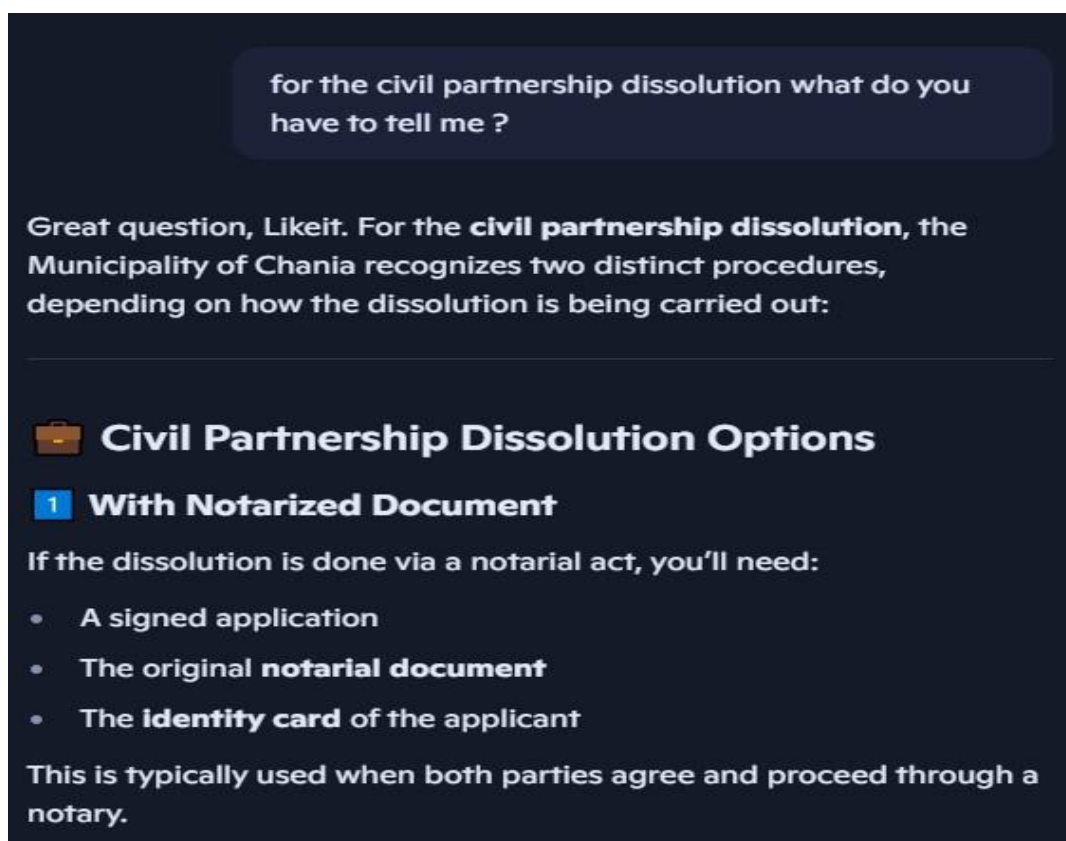 for the civil partnership dissolution what do you
have to tell me ?
Great question, Likeit. For the civil partnership dissolution, the
Municipality of Chania recognizes two distinct procedures,
depending on how the dissolution is being carried out:
💼 Civil Partnership Dissolution Options
1 With Notarized Document
If the dissolution is done via a notarial act, you’ll need:
• A signed application
• The original notarial document
• The identity card of the applicant
This is typically used when both parties agree and proceed through a
notary.